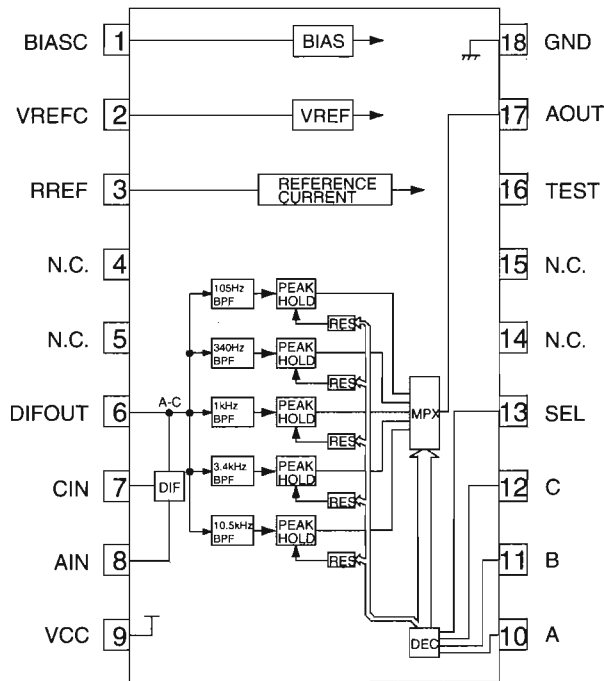 BIASC 1 BIAS 18 GND
VREFC 2 VREF 17 AOUT
RREF 3 REFERENCE CURRENT 16 TEST
N.C. 4 15 N.C.
105Hz BPF PEAK HOLD
RES
N.C. 5 14 N.C.
340Hz BPF PEAK HOLD
RES
DIFOUT 6 A-C 1kHz BPF PEAK HOLD MPX 13 SEL
RES
CIN 7 DIF 3.4kHz BPF PEAK HOLD 12 C
RES
10.5kHz BPF PEAK HOLD
AIN 8 RES 11 B
VCC 9 DEC 10 A